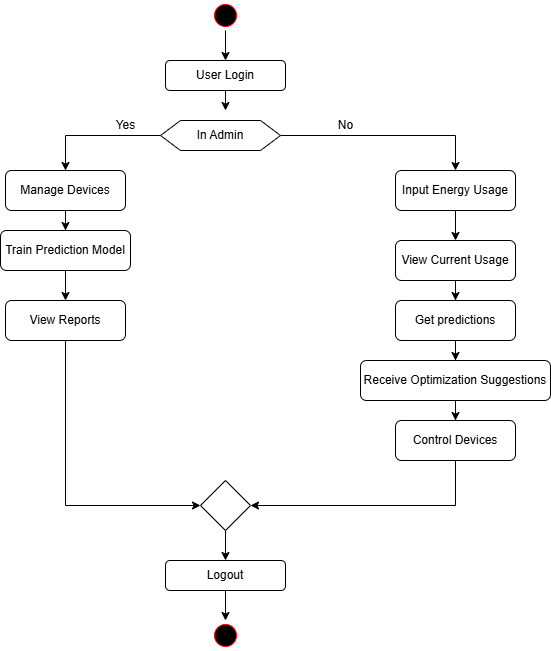 User Login
Yes
In Admin
No
Manage Devices
Train Prediction Model
View Reports
Input Energy Usage
View Current Usage
Get predictions
Receive Optimization Suggestions
Control Devices
Logout